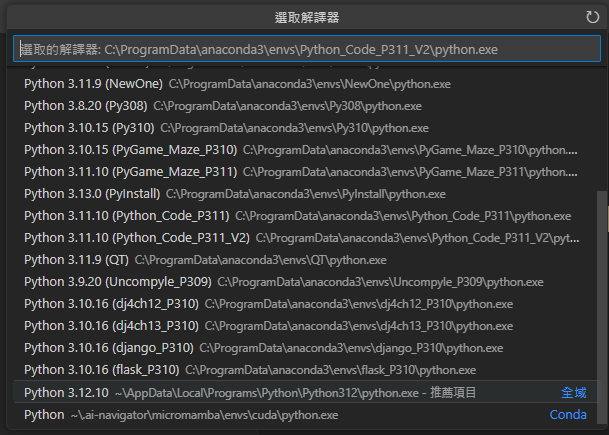 選取解譯器
選取的解譯器: C:\ProgramData\anaconda3\envs\Python_Code_P311_V2\python.exe
Python 3.11.9 (NewOne) C:\ProgramData\anaconda3\envs\NewOne\python.exe
Python 3.8.20 (Py308) C:\ProgramData\anaconda3\envs\Py308\python.exe
Python 3.10.15 (Py310) C:\ProgramData\anaconda3\envs\Py310\python.exe
Python 3.10.15 (PyGame_Maze_P310) C:\ProgramData\anaconda3\envs\PyGame_Maze_P310\python....
Python 3.11.10 (PyGame_Maze_P311) C:\ProgramData\anaconda3\envs\PyGame_Maze_P311\python....
Python 3.13.0 (PyInstall) C:\ProgramData\anaconda3\envs\PyInstall\python.exe
Python 3.11.10 (Python_Code_P311) C:\ProgramData\anaconda3\envs\Python_Code_P311\python.exe
Python 3.11.10 (Python_Code_P311_V2) C:\ProgramData\anaconda3\envs\Python_Code_P311_V2\pyt...
Python 3.11.9 (QT) C:\ProgramData\anaconda3\envs\QT\python.exe
Python 3.9.20 (Uncompyle_P309) C:\ProgramData\anaconda3\envs\Uncompyle_P309\python.exe
Python 3.10.16 (dj4ch12_P310) C:\ProgramData\anaconda3\envs\dj4ch12_P310\python.exe
Python 3.10.16 (dj4ch13_P310) C:\ProgramData\anaconda3\envs\dj4ch13_P310\python.exe
Python 3.10.16 (django_P310) C:\ProgramData\anaconda3\envs\django_P310\python.exe
Python 3.10.16 (flask_P310) C:\ProgramData\anaconda3\envs\flask_P310\python.exe
Python 3.12.10 ~\AppData\Local\Programs\Python\Python312\python.exe - 推薦項目 全域
Python ~\.ai-navigator\micromamba\envs\cuda\python.exe Conda